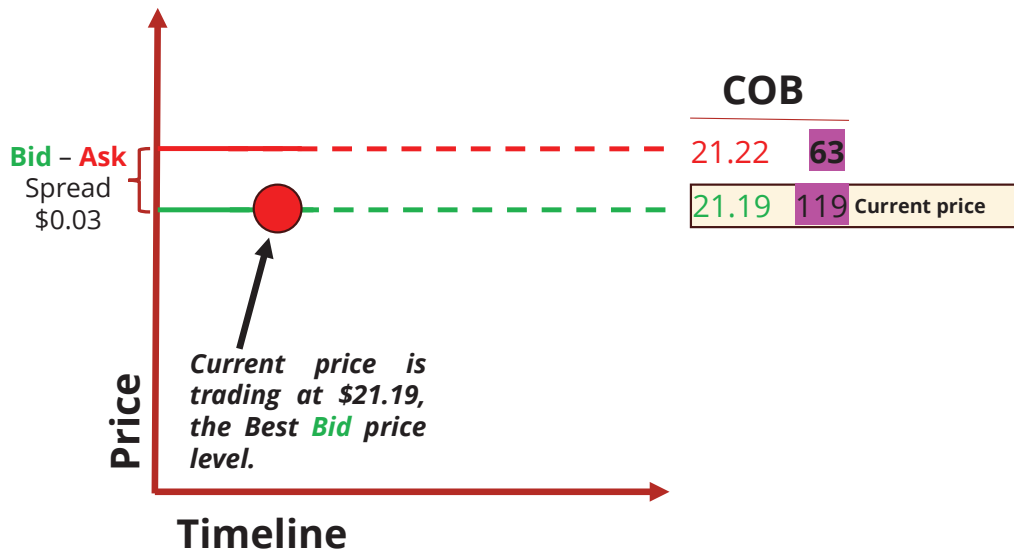 COB
21.22 63
Bid – Ask
Spread
$0.03
21.19 119 Current price
Current price is
trading at $21.19,
the Best Bid price
level.
Price
Timeline